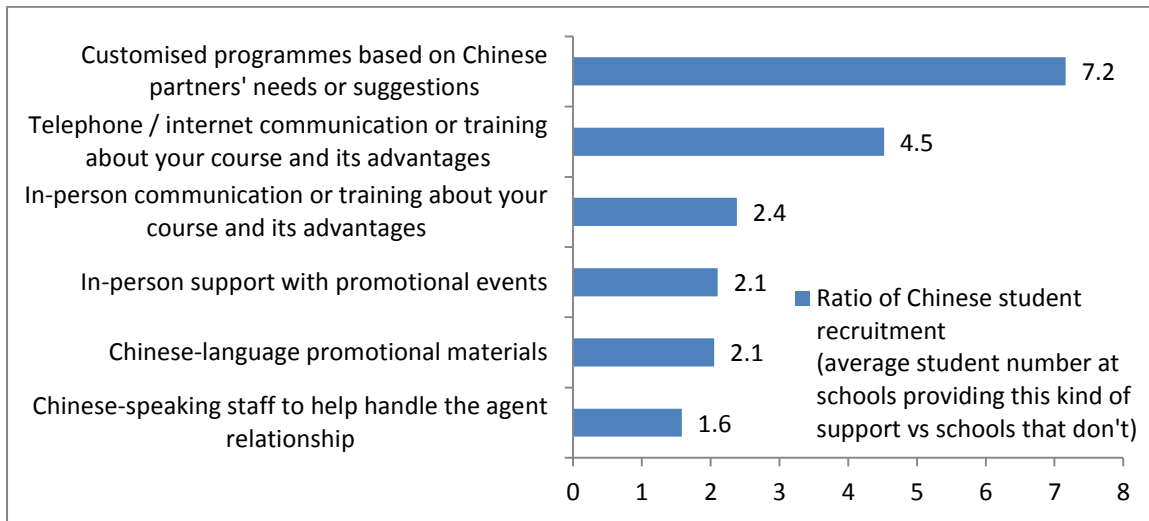 Customised programmes based on Chinese
partners' needs or suggestions
7.2
Telephone / internet communication or training
about your course and its advantages
4.5
In-person communication or training about your
course and its advantages
2.4
In-person support with promotional events
2.1
Chinese-language promotional materials
2.1
Chinese-speaking staff to help handle the agent
relationship
1.6
Ratio of Chinese student
recruitment
(average student number at
schools providing this kind of
support vs schools that don't)
0 1 2 3 4 5 6 7 8